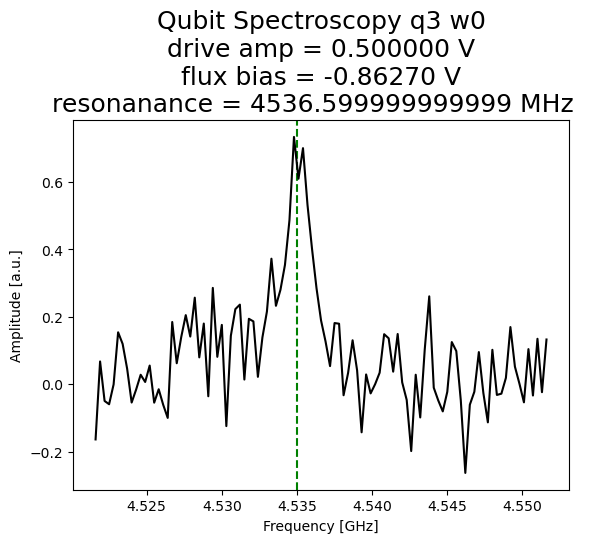 Qubit Spectroscopy q3 w0
drive amp = 0.500000 V
flux bias = -0.86270 V
resonanance = 4536.599999999999 MHz
Amplitude [a.u.]
0.6
0.4
0.2
0.0
−0.2
4.525 4.530 4.535 4.540 4.545 4.550
Frequency [GHz]